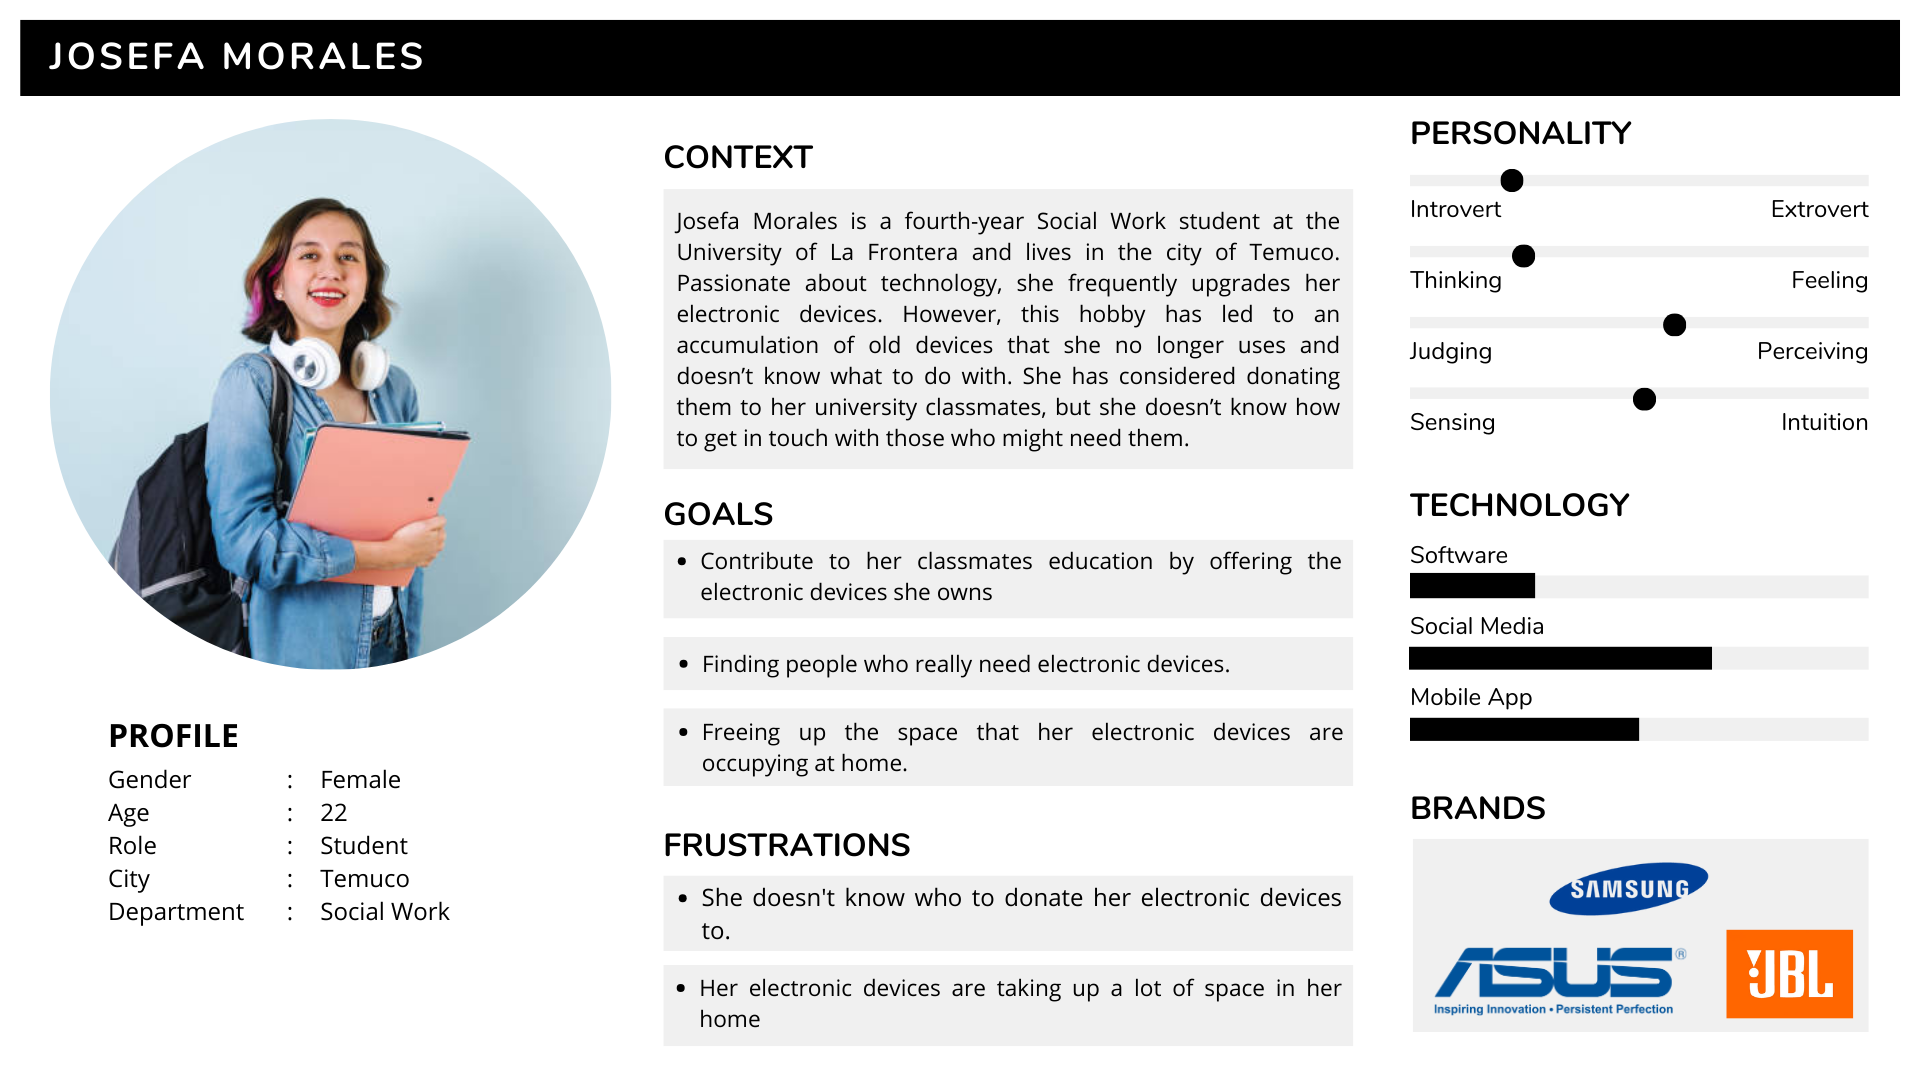 JOSEFA MORALES
PROFILE
Gender : Female
Age : 22
Role : Student
City : Temuco
Department : Social Work
CONTEXT
Josefa Morales is a fourth-year Social Work student at the
University of La Frontera and lives in the city of Temuco.
Passionate about technology, she frequently upgrades her
electronic devices. However, this hobby has led to an
accumulation of old devices that she no longer uses and
doesn’t know what to do with. She has considered donating
them to her university classmates, but she doesn’t know how
to get in touch with those who might need them.
GOALS
• Contribute to her classmates education by offering the
electronic devices she owns
• Finding people who really need electronic devices.
• Freeing up the space that her electronic devices are
occupying at home.
FRUSTRATIONS
• She doesn't know who to donate her electronic devices
to.
• Her electronic devices are taking up a lot of space in her
home
PERSONALITY
Introvert Extrovert
Thinking Feeling
Judging Perceiving
Sensing Intuition
TECHNOLOGY
Software
Social Media
Mobile App
BRANDS
SAMSUNG
ASUS®
Inspiring Innovation • Persistent Perfection
JBL